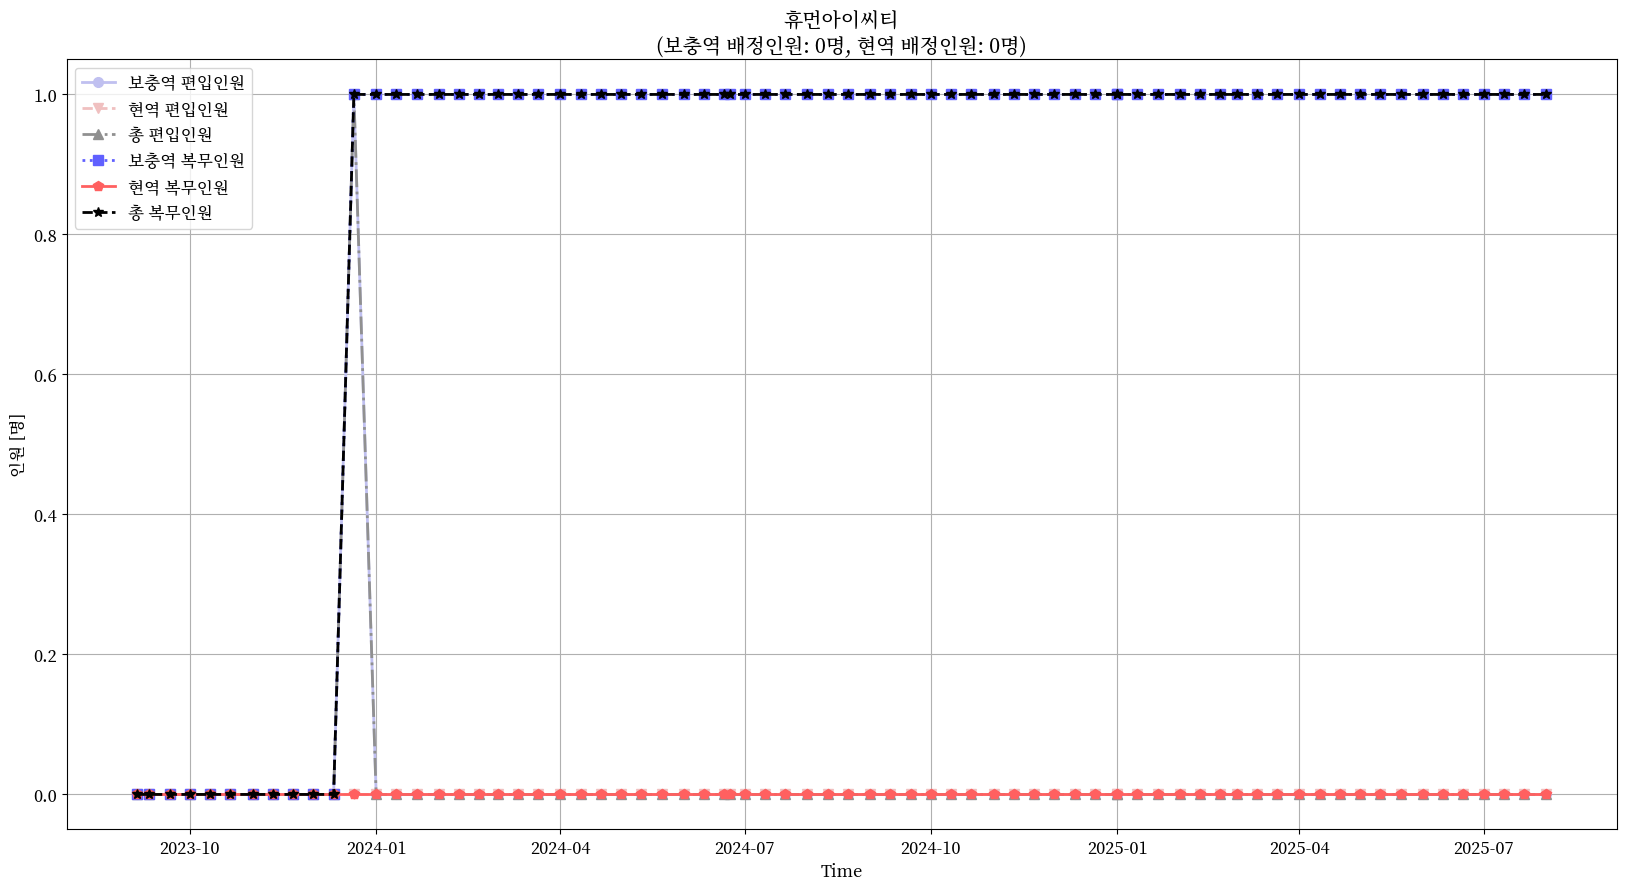 휴먼아이씨티
(보충역 배정인원: 0명, 현역 배정인원: 0명)
보충역 편입인원
현역 편입인원
총 편입인원
보충역 복무인원
현역 복무인원
총 복무인원
1.0
0.8
0.6
0.4
0.2
0.0
인원 [명]
2023-10
2024-01
2024-04
2024-07
2024-10
2025-01
2025-04
2025-07
Time